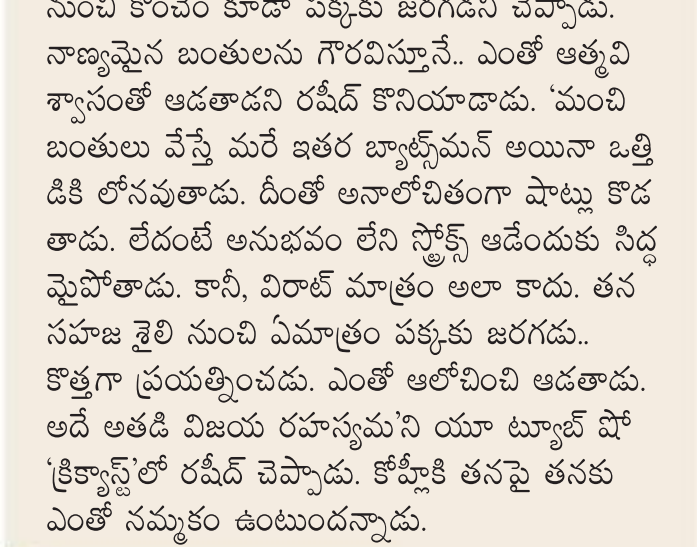 నుంచి కొంచెం కూడా పక్కకు జరగడని చెప్పాడు.
నాణ్యమైన బంతులను గౌరవిస్తూనే.. ఎంతో ఆత్మవి
శ్వాసంతో ఆడతాడని రషీద్ కొనియాడాడు. ‘మంచి
బంతులు వేస్తే మరే ఇతర బ్యాట్స్‌మన్ అయినా ఒత్తి
డికి లోనవుతాడు. దీంతో అనాలోచితంగా షాట్లు కొడ
తాడు. లేదంటే అనుభవం లేని స్ట్రోక్స్ ఆడేందుకు సిద్ధ
మైపోతాడు. కానీ, విరాట్ మాత్రం అలా కాదు. తన
సహజ శైలి నుంచి ఏమాత్రం పక్కకు జరగడు..
కొత్తగా ప్రయత్నించడు. ఎంతో ఆలోచించి ఆడతాడు.
అదే అతడి విజయ రహస్యమ’ని యూ ట్యూబ్ షో
‘క్రిక్యాస్ట్’లో రషీద్ చెప్పాడు. కోహ్లీకి తనపై తనకు
ఎంతో నమ్మకం ఉంటుందన్నాడు.